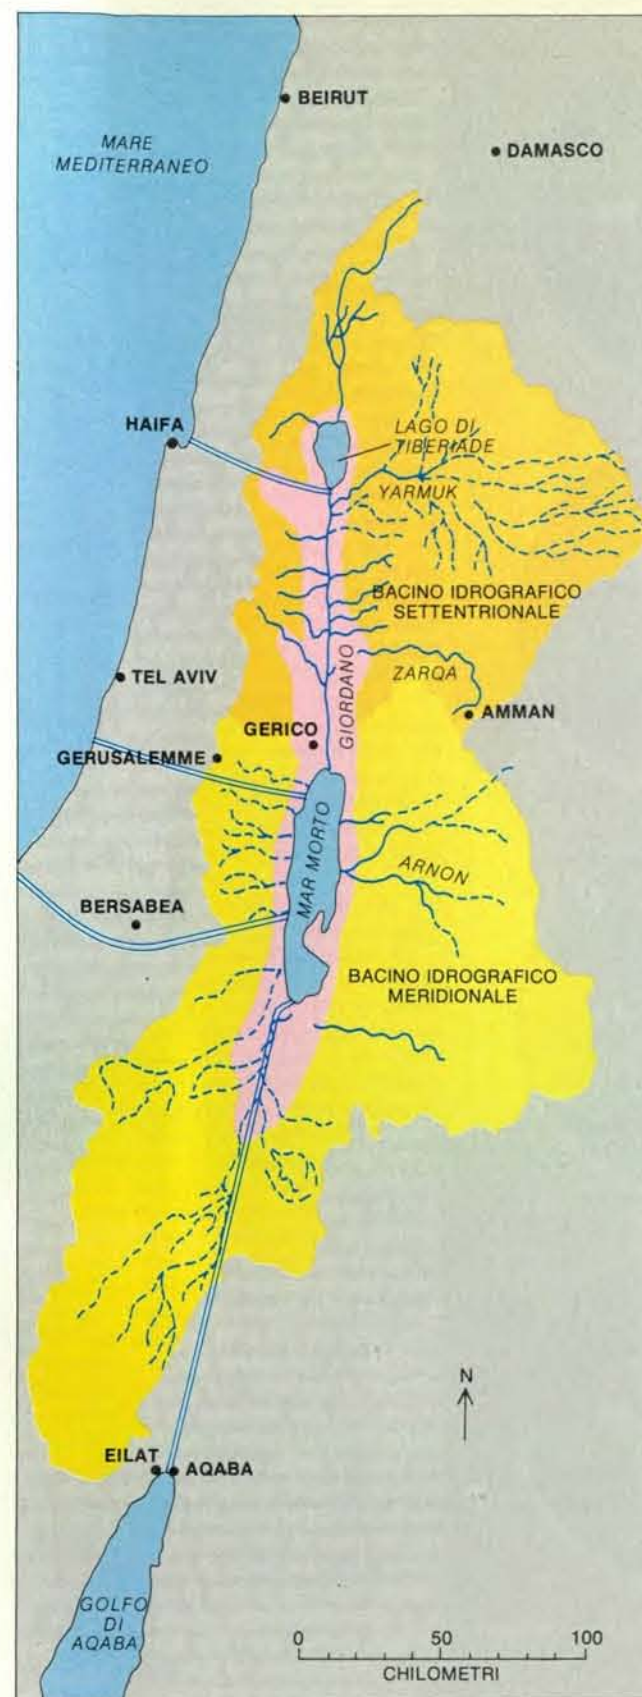 BEIRUT
MARE
MEDITERRANEO
DAMASCO
HAIFA
LAGO DI
TIBERIADE
YARMUK
BACINO IDROGRAFICO
SETTENTRIONALE
TEL AVIV
ZARQA
GIORDANO
AMMAN
GERICO
GERUSALEMME
MAR MORTO
ARNON
BERSABEA
BACINO IDROGRAFICO
MERIDIONALE
N
EILAT
AQABA
GOLFO
DI
AQABA
0 50 100
CHILOMETRI